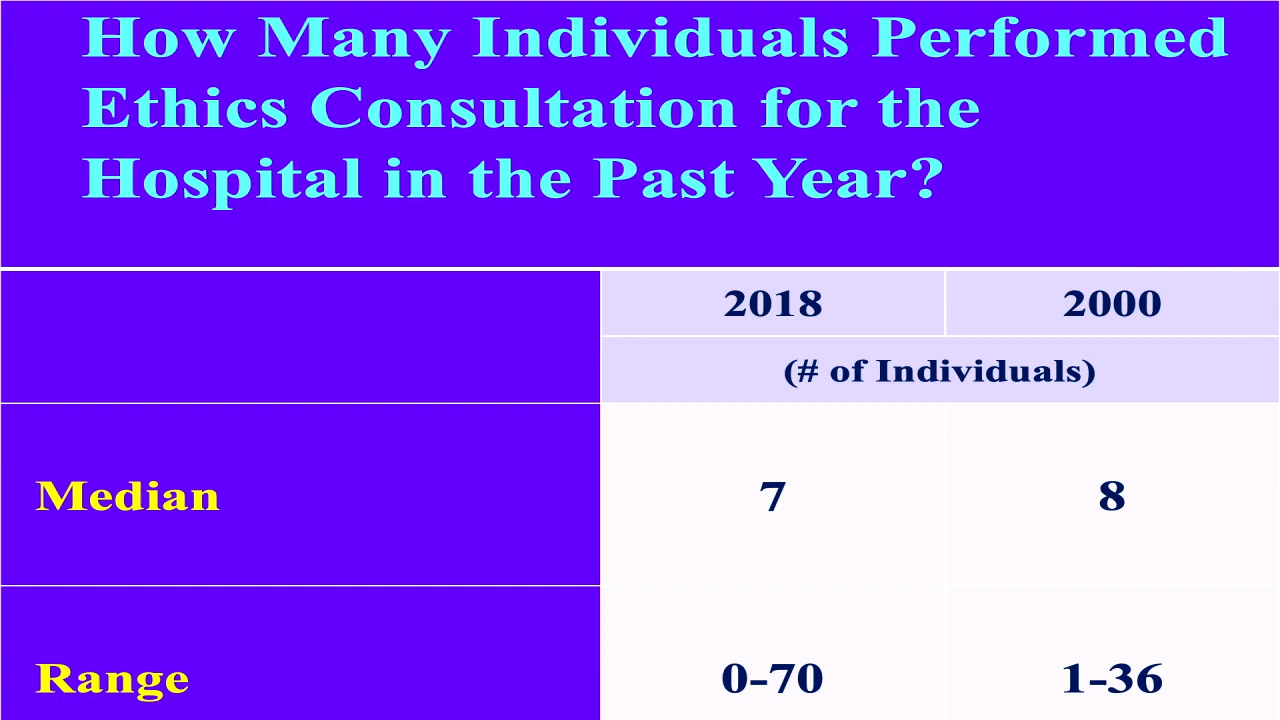 How Many Individuals Performed
Ethics Consultation for the
Hospital in the Past Year?
2018 2000
(# of Individuals)
Median 7 8
Range 0-70 1-36